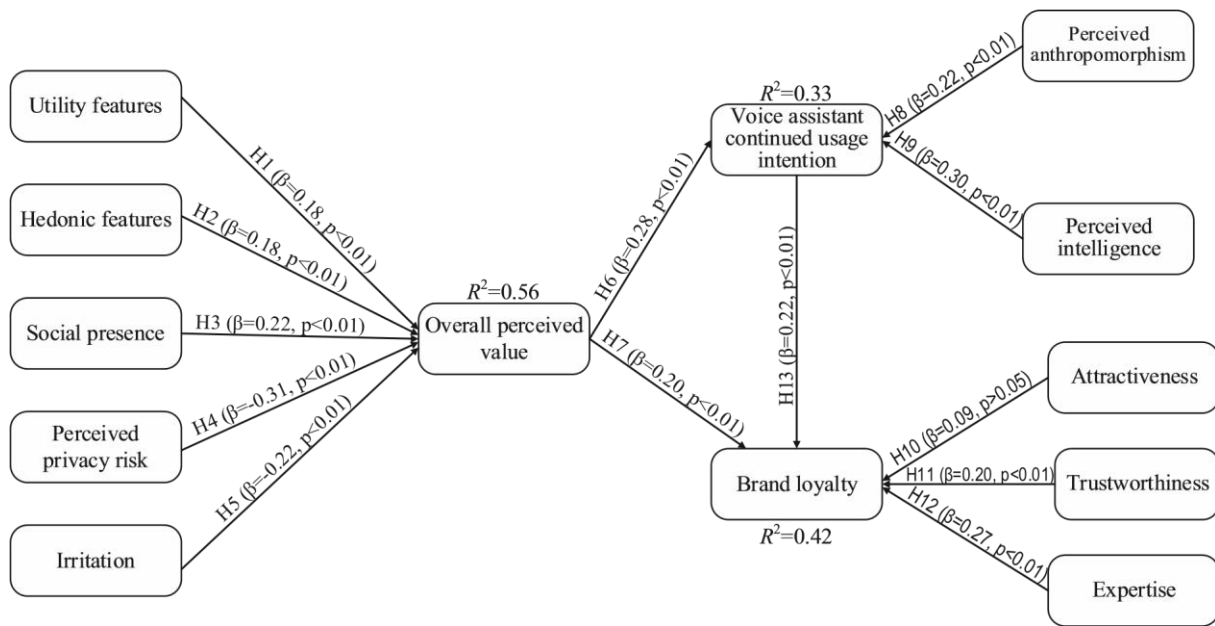 Utility features
Hedonic features
Social presence
Perceived
privacy risk
Irritation
H1 (β=0.18, p<0.01)
H2 (β=0.18, p<0.01)
H3 (β=0.22, p<0.01)
H4 (β=-0.31, p<0.01)
H5 (β=-0.22, p<0.01)
R²=0.56
Overall perceived
value
H6 (β=0.28, p<0.01)
H7 (β=0.20, p<0.01)
R²=0.33
Voice assistant
continued usage
intention
H13 (β=0.22, p<0.01)
Brand loyalty
R²=0.42
H8 (β=0.22, p<0.01)
H9 (β=0.30, p<0.01)
Perceived
anthropomorphism
Perceived
intelligence
H10 (β=0.09, p>0.05)
H11 (β=0.20, p<0.01)
H12 (β=0.27, p<0.01)
Attractiveness
Trustworthiness
Expertise